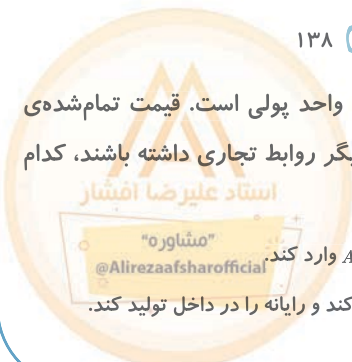 ۱۳۸
واحد پولی است. قیمت تمام‌شده‌ی
یگر روابط تجاری داشته باشند، کدام
استاد علیرضا افشار
"مشاوره"
@Alirezaafsharofficial
A وارد کند.
کند و رایانه را در داخل تولید کند.